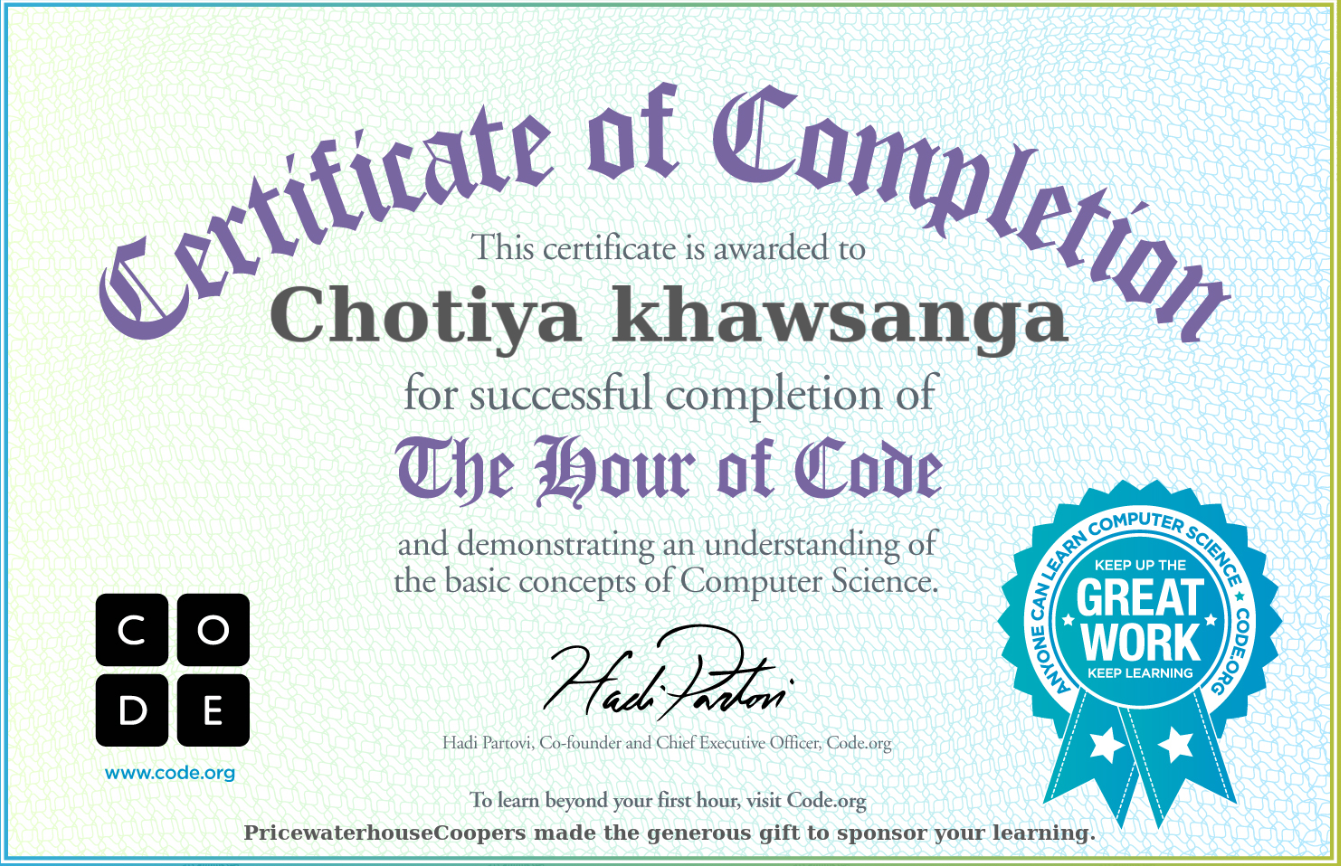 Certificate of Completion
This certificate is awarded to
Chotiya khawsanga
for successful completion of
The Hour of Code
and demonstrating an understanding of
the basic concepts of Computer Science.
C O
D E
www.code.org
Hadi Partovi
Hadi Partovi, Co-founder and Chief Executive Officer, Code.org
ANYONE CAN LEARN COMPUTER SCIENCE ★ CODE.ORG
KEEP UP THE
GREAT
WORK
KEEP LEARNING
To learn beyond your first hour, visit Code.org
PricewaterhouseCoopers made the generous gift to sponsor your learning.